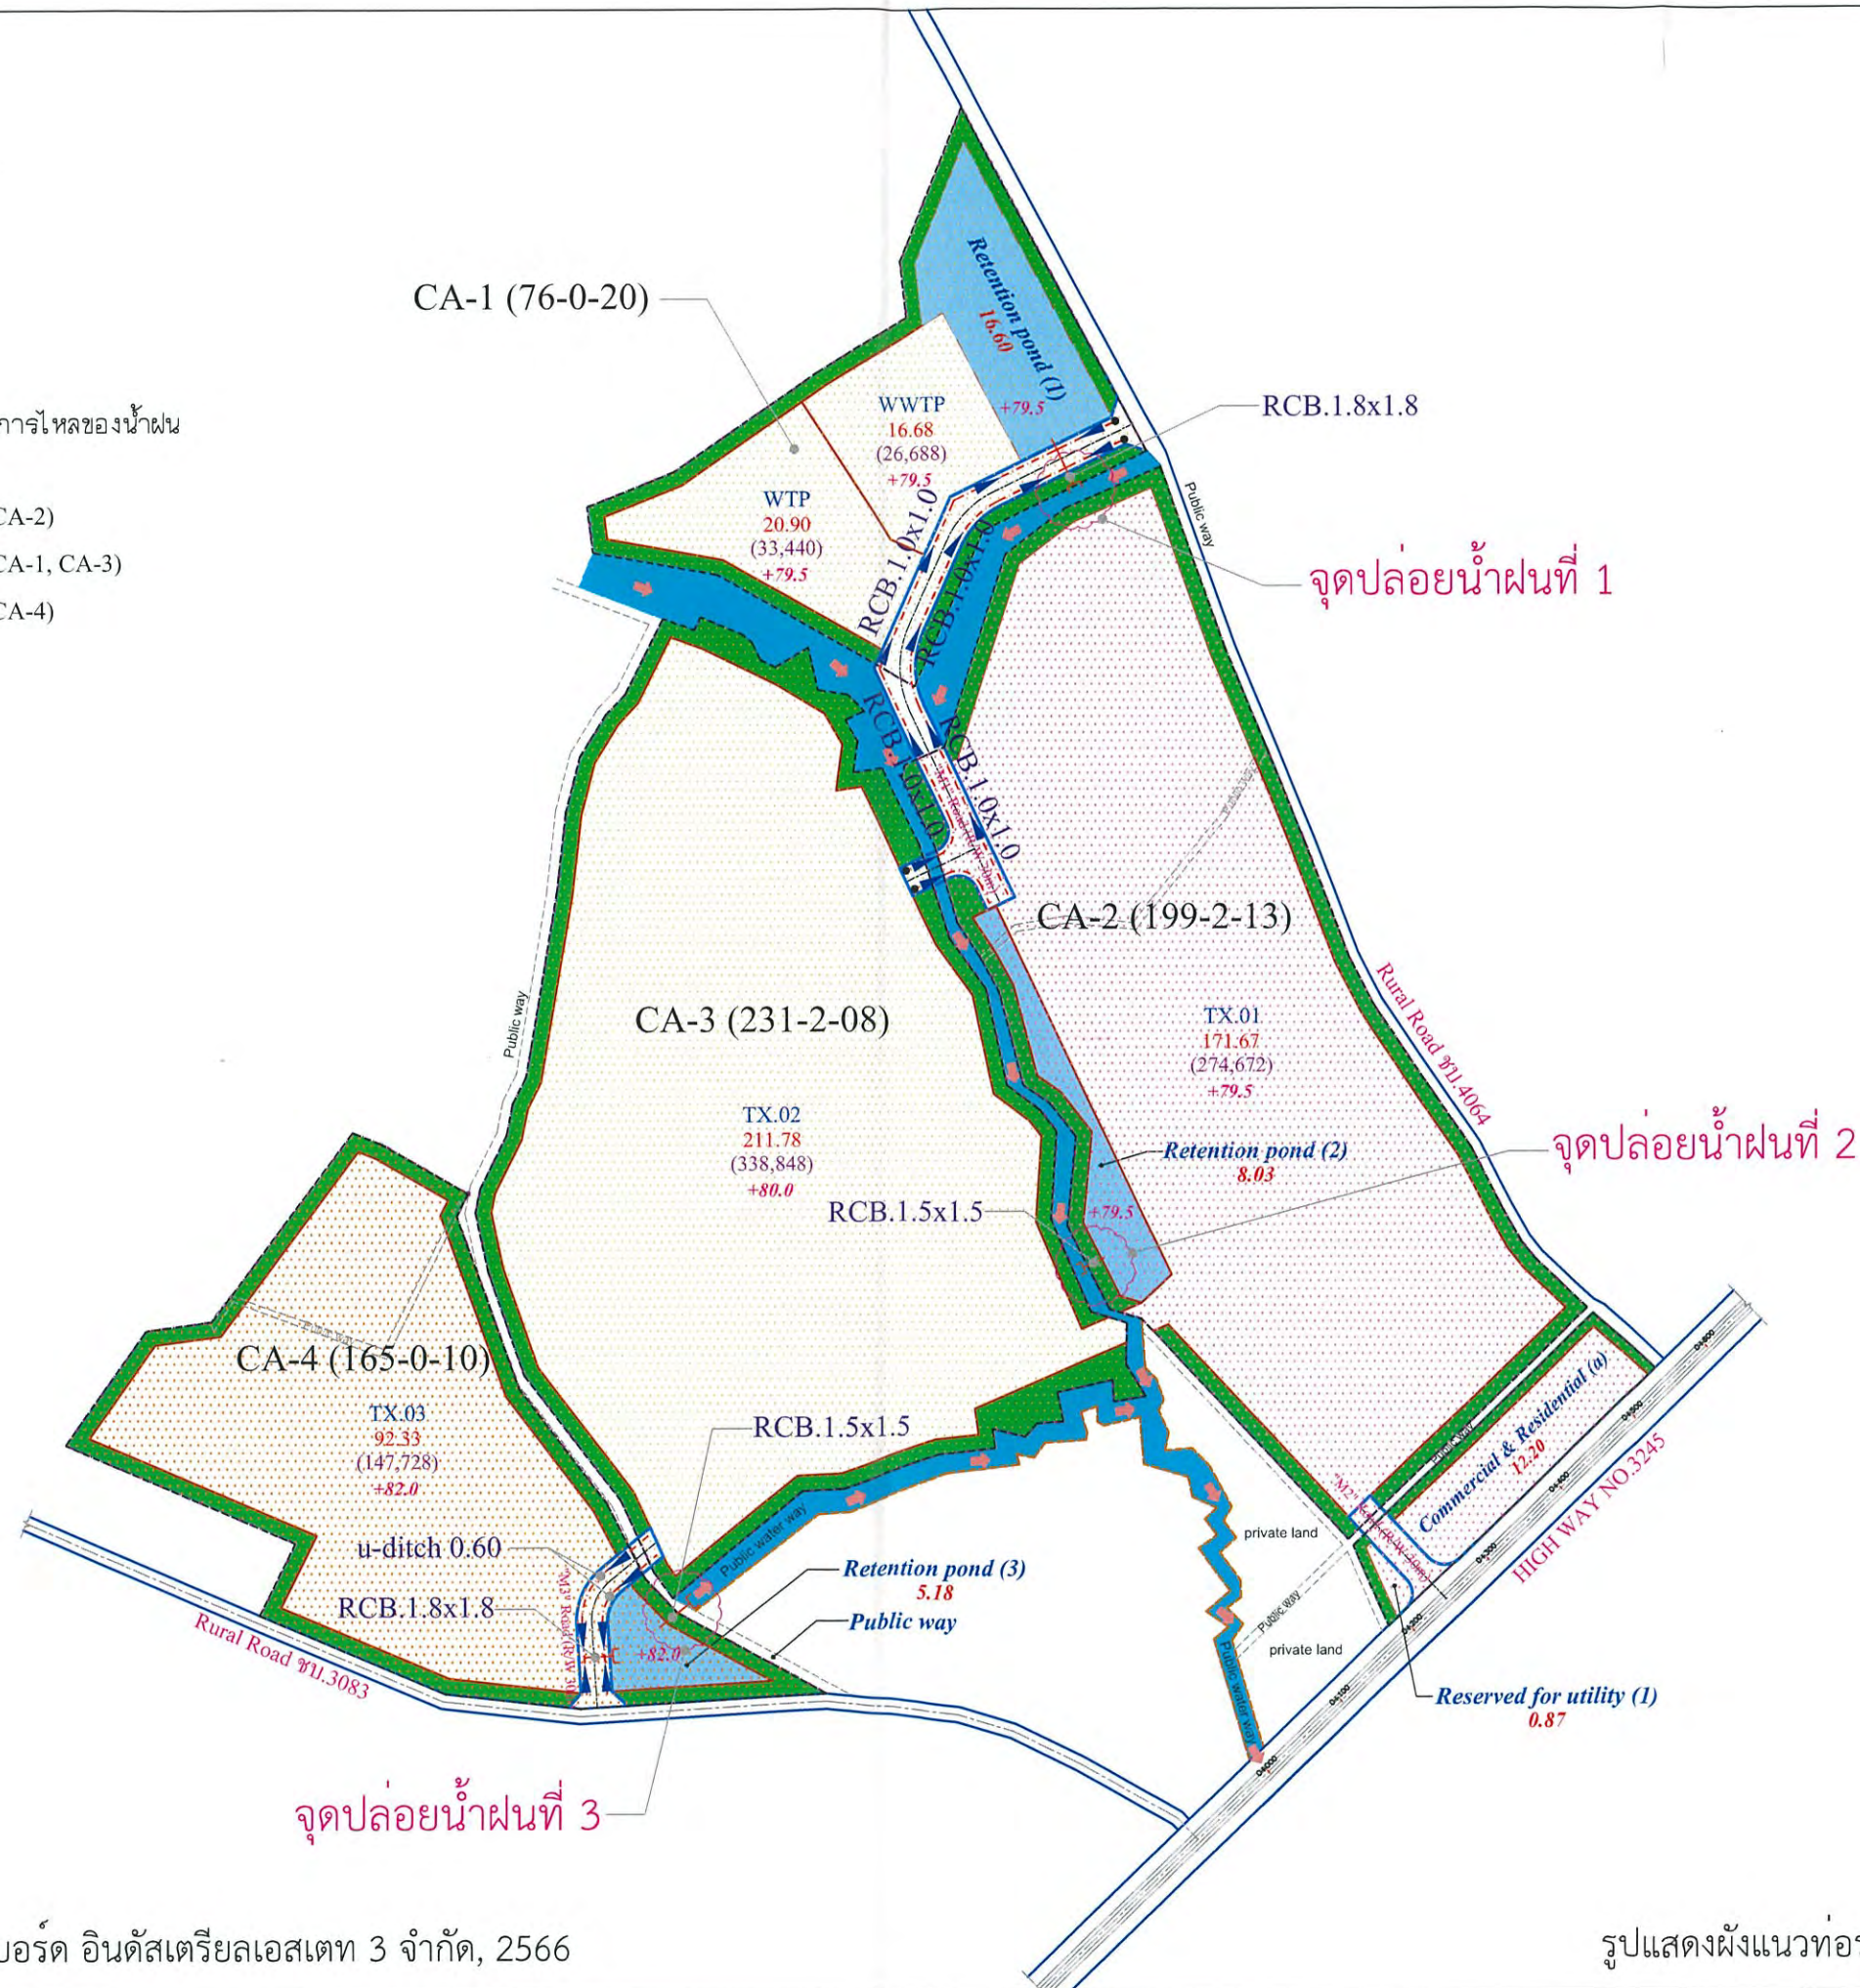 การไหลของน้ำฝน
CA-2)
CA-1, CA-3)
CA-4)
CA-1 (76-0-20)
Retention pond (1)
16.60
+79.5
WWTP
16.68
(26,688)
+79.5
WTP
20.90
(33,440)
+79.5
RCB.1.8x1.8
Public way
จุดปล่อยน้ำฝนที่ 1
RCB.1.0x1.0
RCB.1.0x1.0
RCB.1.0x1.0
RCB.1.0x1.0
"M1" Road (R/W 30m)
CA-2 (199-2-13)
Rural Road ชบ.4064
Public way
CA-3 (231-2-08)
TX.01
171.67
(274,672)
+79.5
TX.02
211.78
(338,848)
+80.0
Retention pond (2)
8.03
จุดปล่อยน้ำฝนที่ 2
RCB.1.5x1.5
+79.5
CA-4 (165-0-10)
TX.03
92.33
(147,728)
+82.0
RCB.1.5x1.5
Public way
Commercial & Residential (a)
12.20
HIGH WAY NO.3245
"M2" Road (R/W 30m)
u-ditch 0.60
Public water way
private land
Retention pond (3)
5.18
RCB.1.8x1.8
"M3" Road (R/W 30
Public way
Public way
private land
+82.0
Rural Road ชบ.3083
Public water way
Reserved for utility (1)
0.87
จุดปล่อยน้ำฝนที่ 3
บอร์ด อินดัสเตรียลเอสเตท 3 จำกัด, 2566
รูปแสดงผังแนวท่อ